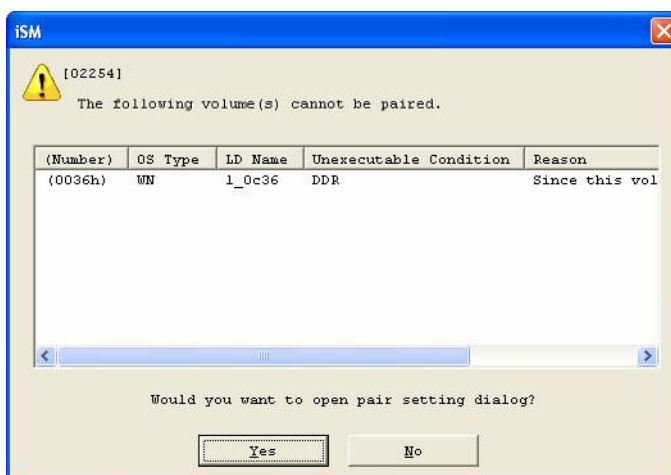 iSM
[02254]
The following volume(s) cannot be paired.
(Number) OS Type LD Name Unexecutable Condition Reason
(0036h) WN l_0c36 DDR Since this vol
Would you want to open pair setting dialog?
Yes No